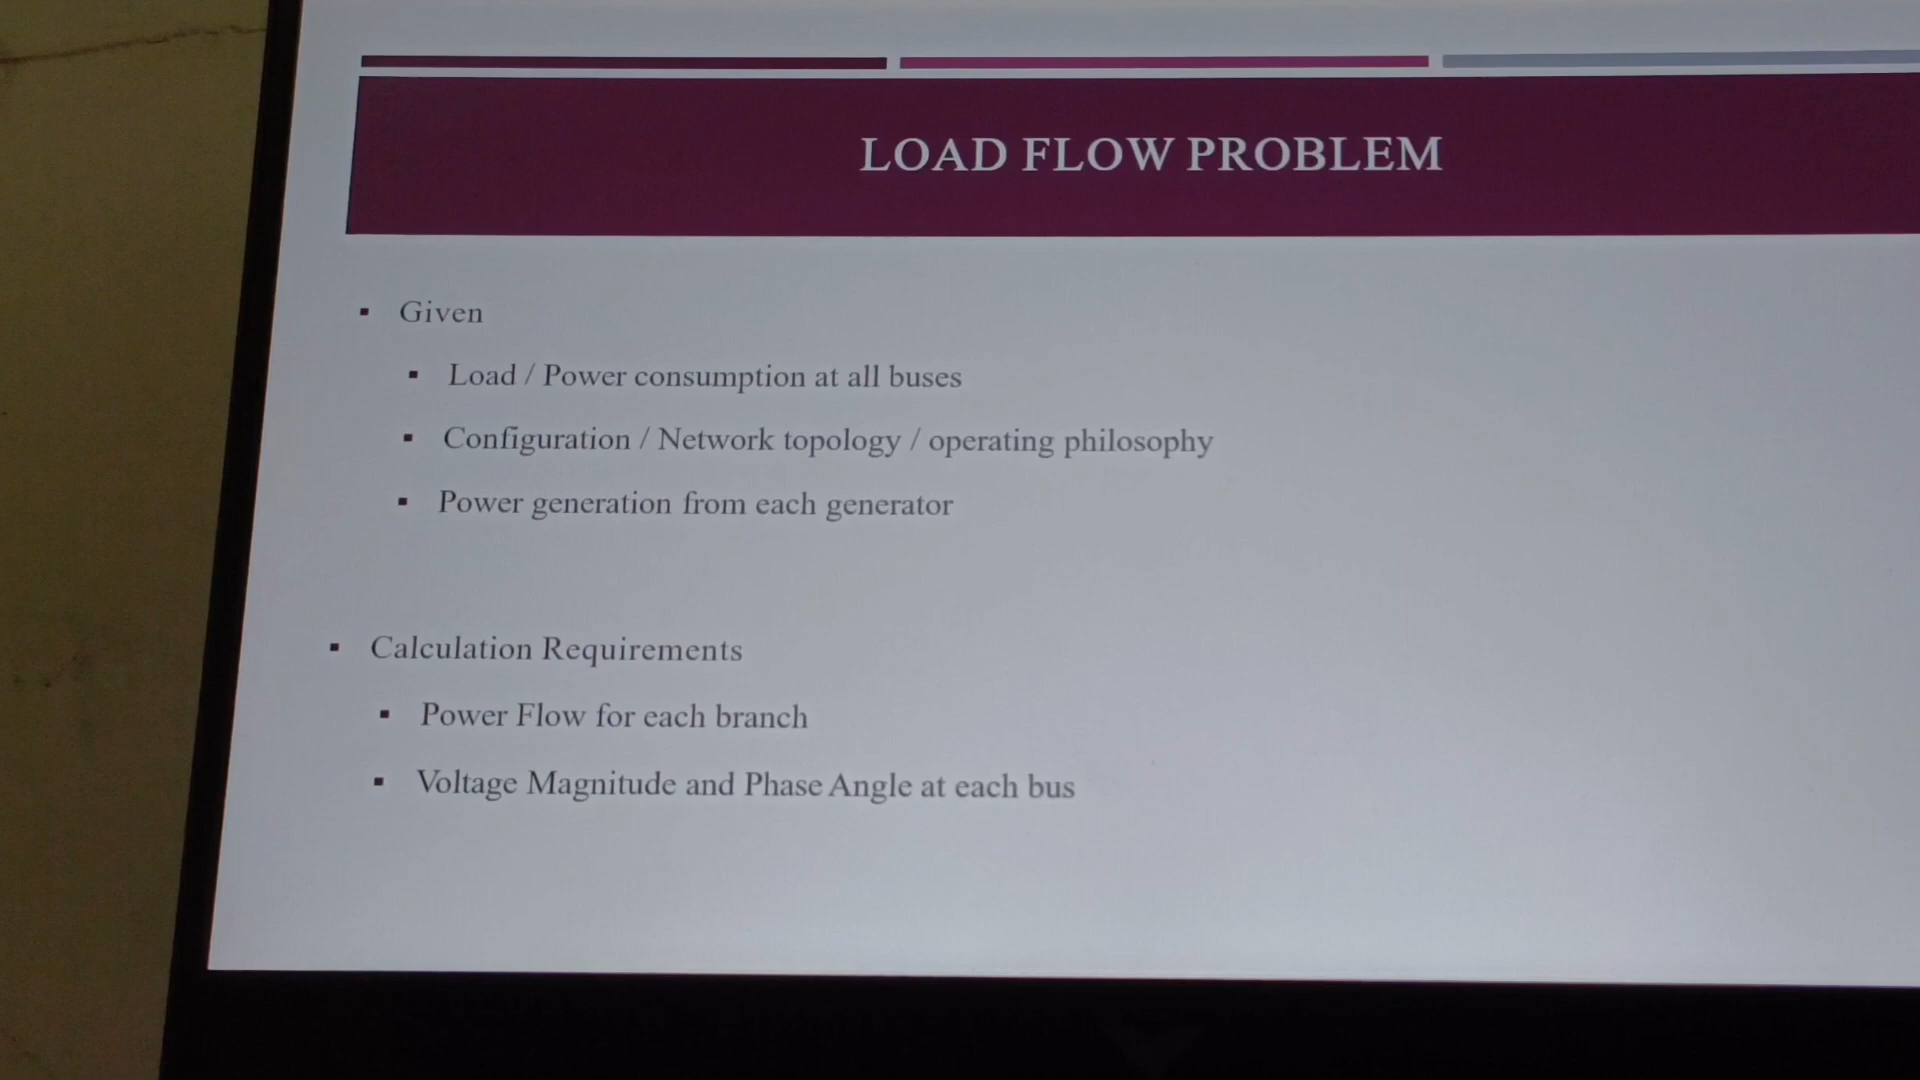 LOAD FLOW PROBLEM
▪ Given
▪ Load / Power consumption at all buses
▪ Configuration / Network topology / operating philosophy
▪ Power generation from each generator
▪ Calculation Requirements
▪ Power Flow for each branch
▪ Voltage Magnitude and Phase Angle at each bus